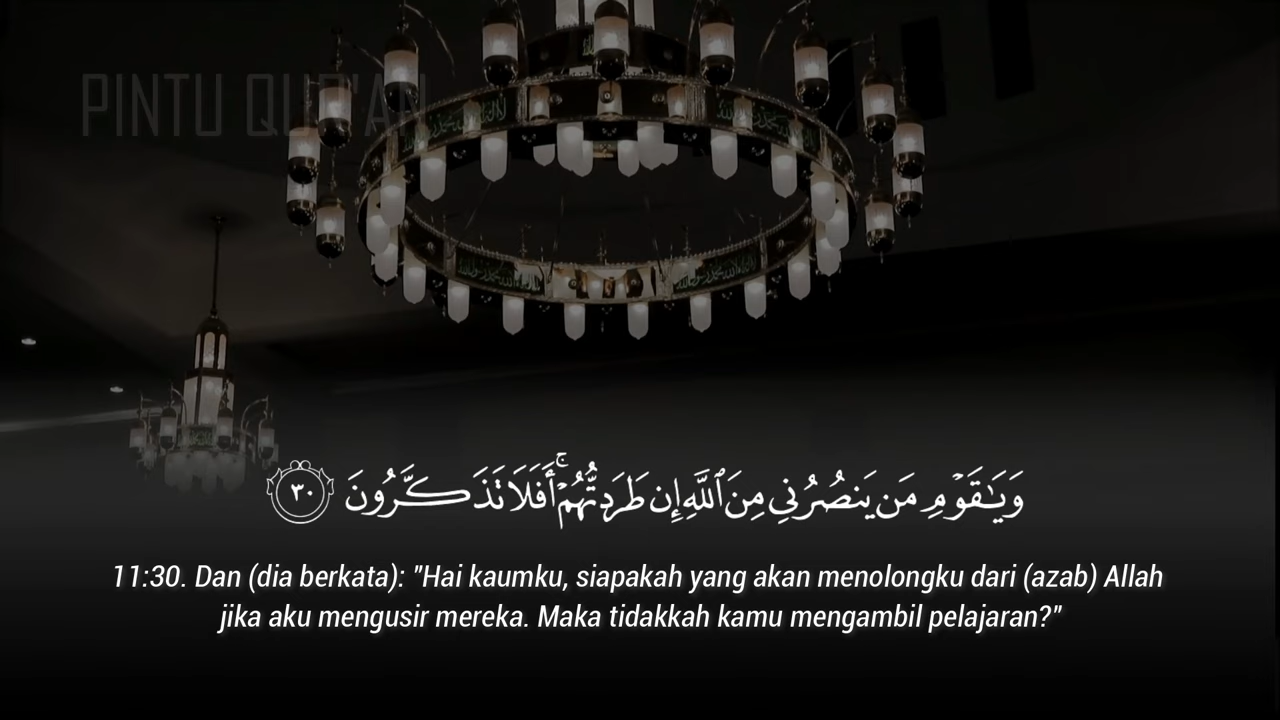 PINTU QUR'AN
وَيَـٰقَوْمِ مَن يَنصُرُنِي مِنَ ٱللَّهِ إِن طَرَدتُّهُمْ ۚ أَفَلَا تَذَكَّرُونَ ٣٠
11:30. Dan (dia berkata): "Hai kaumku, siapakah yang akan menolongku dari (azab) Allah
jika aku mengusir mereka. Maka tidakkah kamu mengambil pelajaran?"